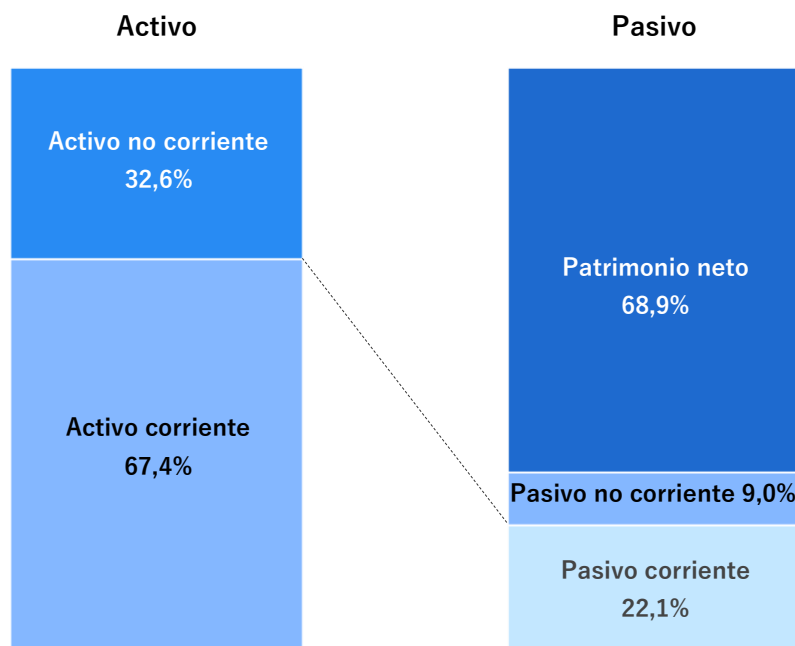 Activo
Pasivo
Activo no corriente
32,6%
Activo corriente
67,4%
Patrimonio neto
68,9%
Pasivo no corriente 9,0%
Pasivo corriente
22,1%